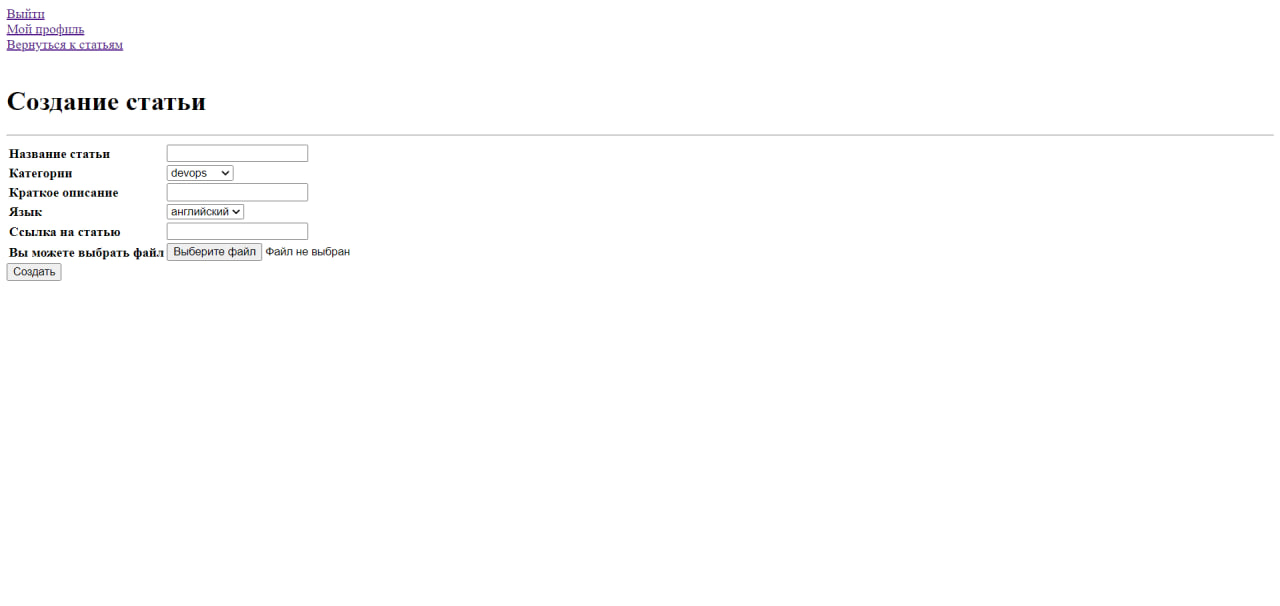 Выйти
Мой профиль
Вернуться к статьям
Создание статьи
Название статьи
Категории devops
Краткое описание
Язык английский
Ссылка на статью
Вы можете выбрать файл Выберите файл Файл не выбран
Создать